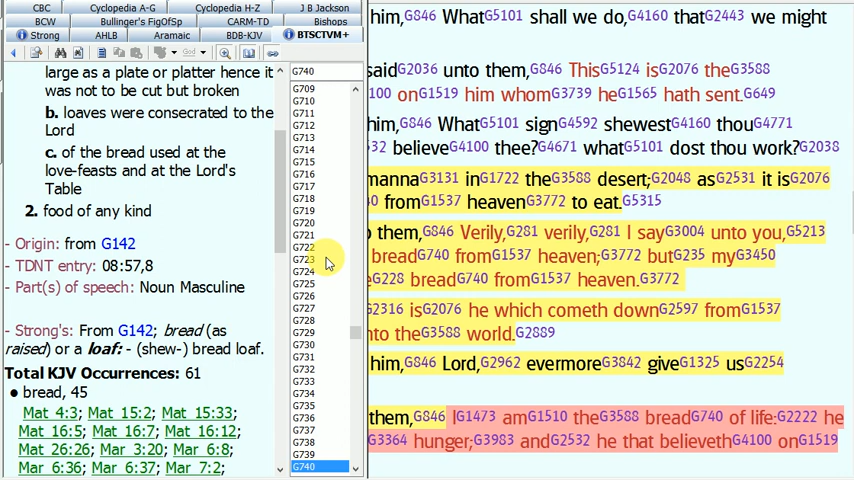 CBC Cyclopedia A-G Cyclopedia H-Z J B Jackson
BCW Bullinger's FigOfSp CARM-TD Bishops
Strong AHLB Aramaic BDB-KJV BTSCTVM+
God
large as a plate or platter hence it
was not to be cut but broken
b. loaves were consecrated to the
Lord
c. of the bread used at the
love-feasts and at the Lord's
Table
2. food of any kind
- Origin: from G142
- TDNT entry: 08:57,8
- Part(s) of speech: Noun Masculine
- Strong's: From G142; bread (as
raised) or a loaf: - (shew-) bread loaf.
Total KJV Occurrences: 61
• bread, 45
Mat 4:3; Mat 15:2; Mat 15:33;
Mat 16:5; Mat 16:7; Mat 16:12;
Mat 26:26; Mar 3:20; Mar 6:8;
Mar 6:36; Mar 6:37; Mar 7:2;
G740
G709
G710
G711
G712
G713
G714
G715
G716
G717
G718
G719
G720
G721
G722
G723
G724
G725
G726
G727
G728
G729
G730
G731
G732
G733
G734
G735
G736
G737
G738
G739
G740
him,G846 What G5101 shall we do,G4160 that G2443 we might
said G2036 unto them,G846 This G5124 is G2076 the G3588
100 on G1519 him whom G3739 he G1565 hath sent.G649
him,G846 What G5101 sign G4592 shewest G4160 thou G4771
32 believe G4100 thee? G4671 what G5101 dost thou work? G2038
manna G3131 in G1722 the G3588 desert;G2048 as G2531 it is G2076
0 from G1537 heaven G3772 to eat.G5315
o them,G846 Verily,G281 verily,G281 I say G3004 unto you,G5213
bread G740 from G1537 heaven;G3772 but G235 my G3450
e G228 bread G740 from G1537 heaven.G3772
G2316 is G2076 he which cometh down G2597 from G1537
nto the G3588 world.G2889
him,G846 Lord,G2962 evermore G3842 give G1325 us G2254
them,G846 I G1473 am G1510 the G3588 bread G740 of life:G2222 he
G3364 hunger;G3983 and G2532 he that believeth G4100 on G1519